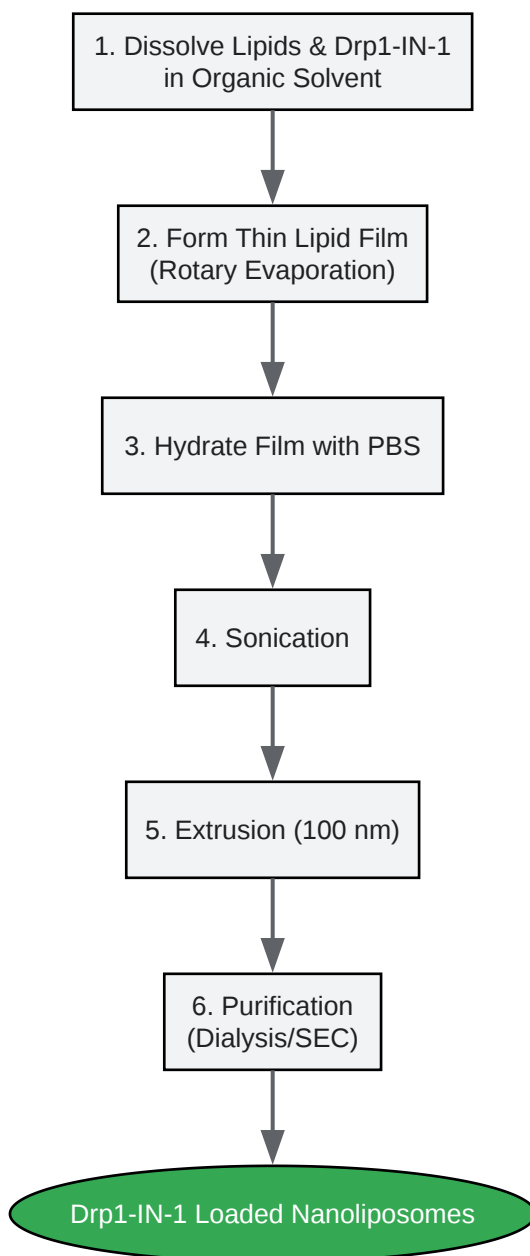 1. Dissolve Lipids & Drp1-IN-1
in Organic Solvent
2. Form Thin Lipid Film
(Rotary Evaporation)
3. Hydrate Film with PBS
4. Sonication
5. Extrusion (100 nm)
6. Purification
(Dialysis/SEC)
Drp1-IN-1 Loaded Nanoliposomes